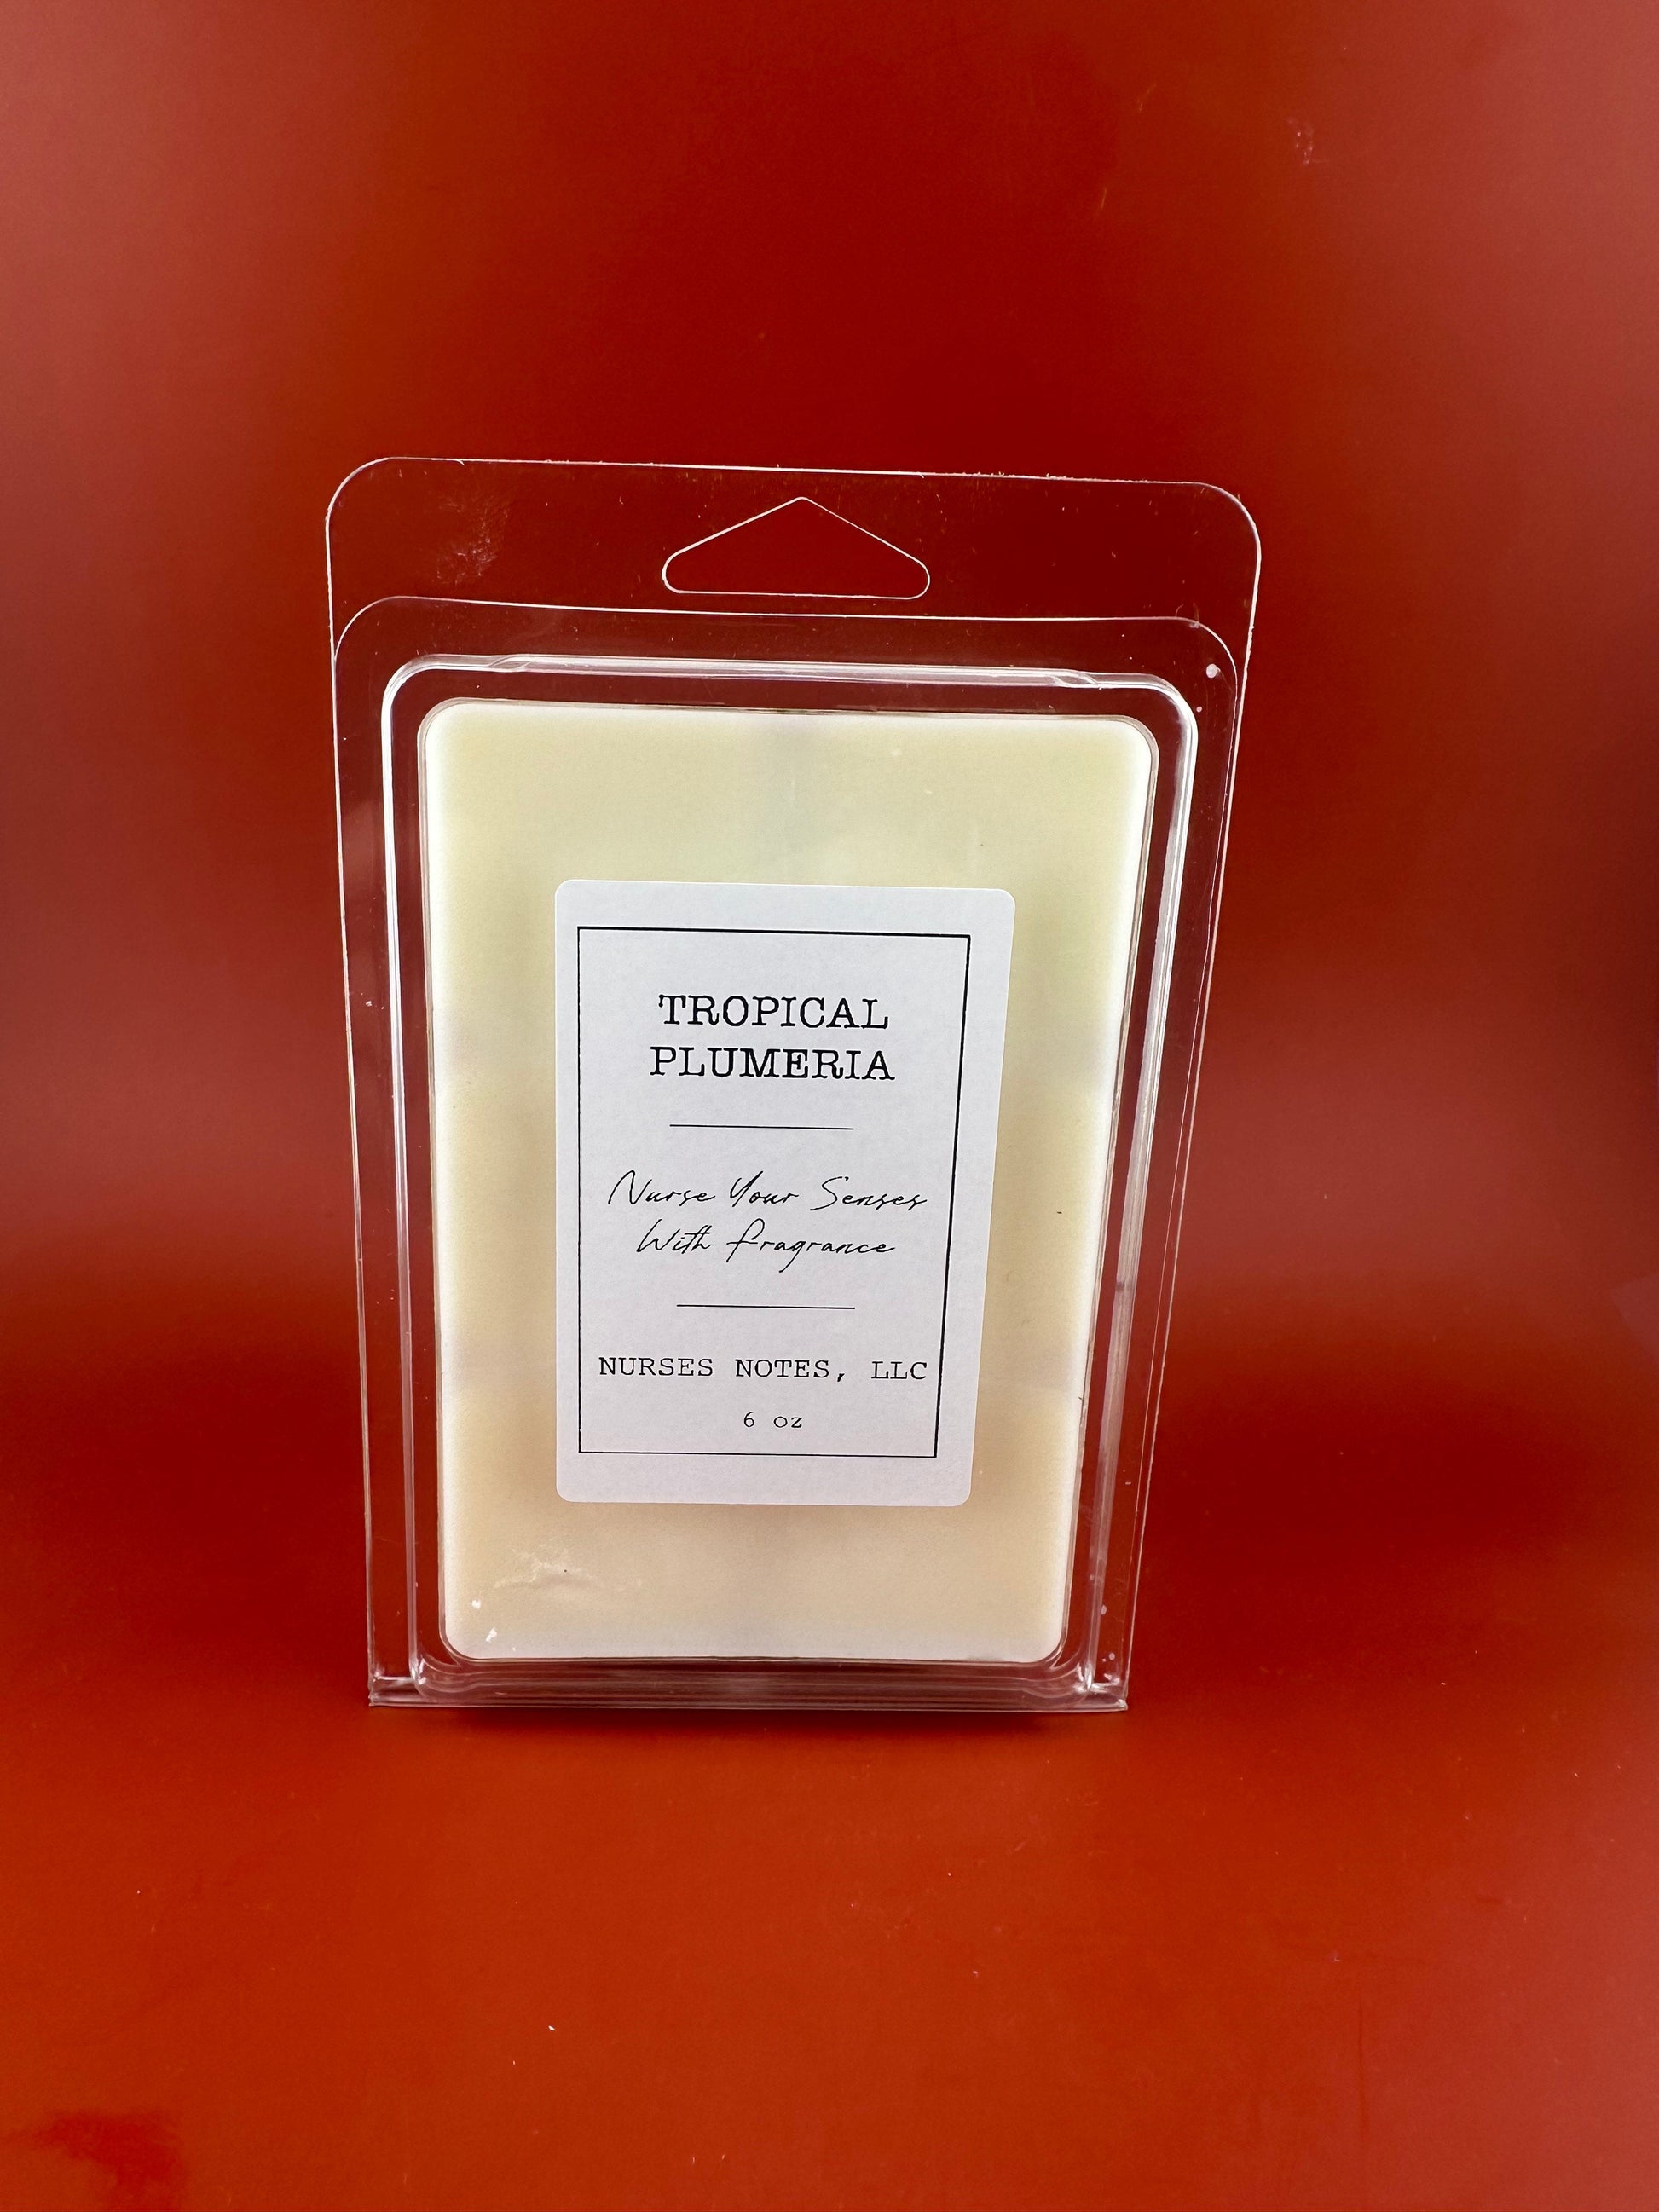 TROPICAL
PLUMERIA
Nurse Your Senses
With fragrance
NURSES NOTES, LLC
6 oz